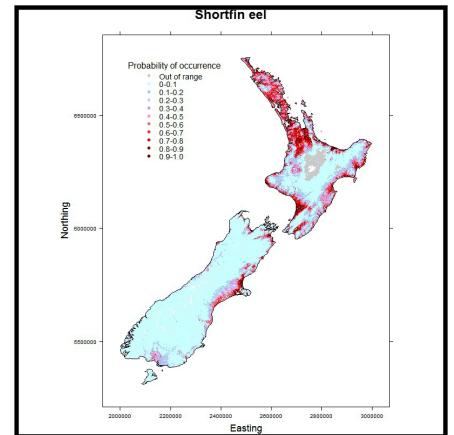 Shortfin eel
Probability of occurrence
Out of range
0-0.1
0.1-0.2
0.2-0.3
0.3-0.4
0.4-0.5
0.5-0.6
0.6-0.7
0.7-0.8
0.8-0.9
0.9-1.0
Northing
6500000
6000000
5500000
2000000 2200000 2400000 2600000 2800000 3000000
Easting